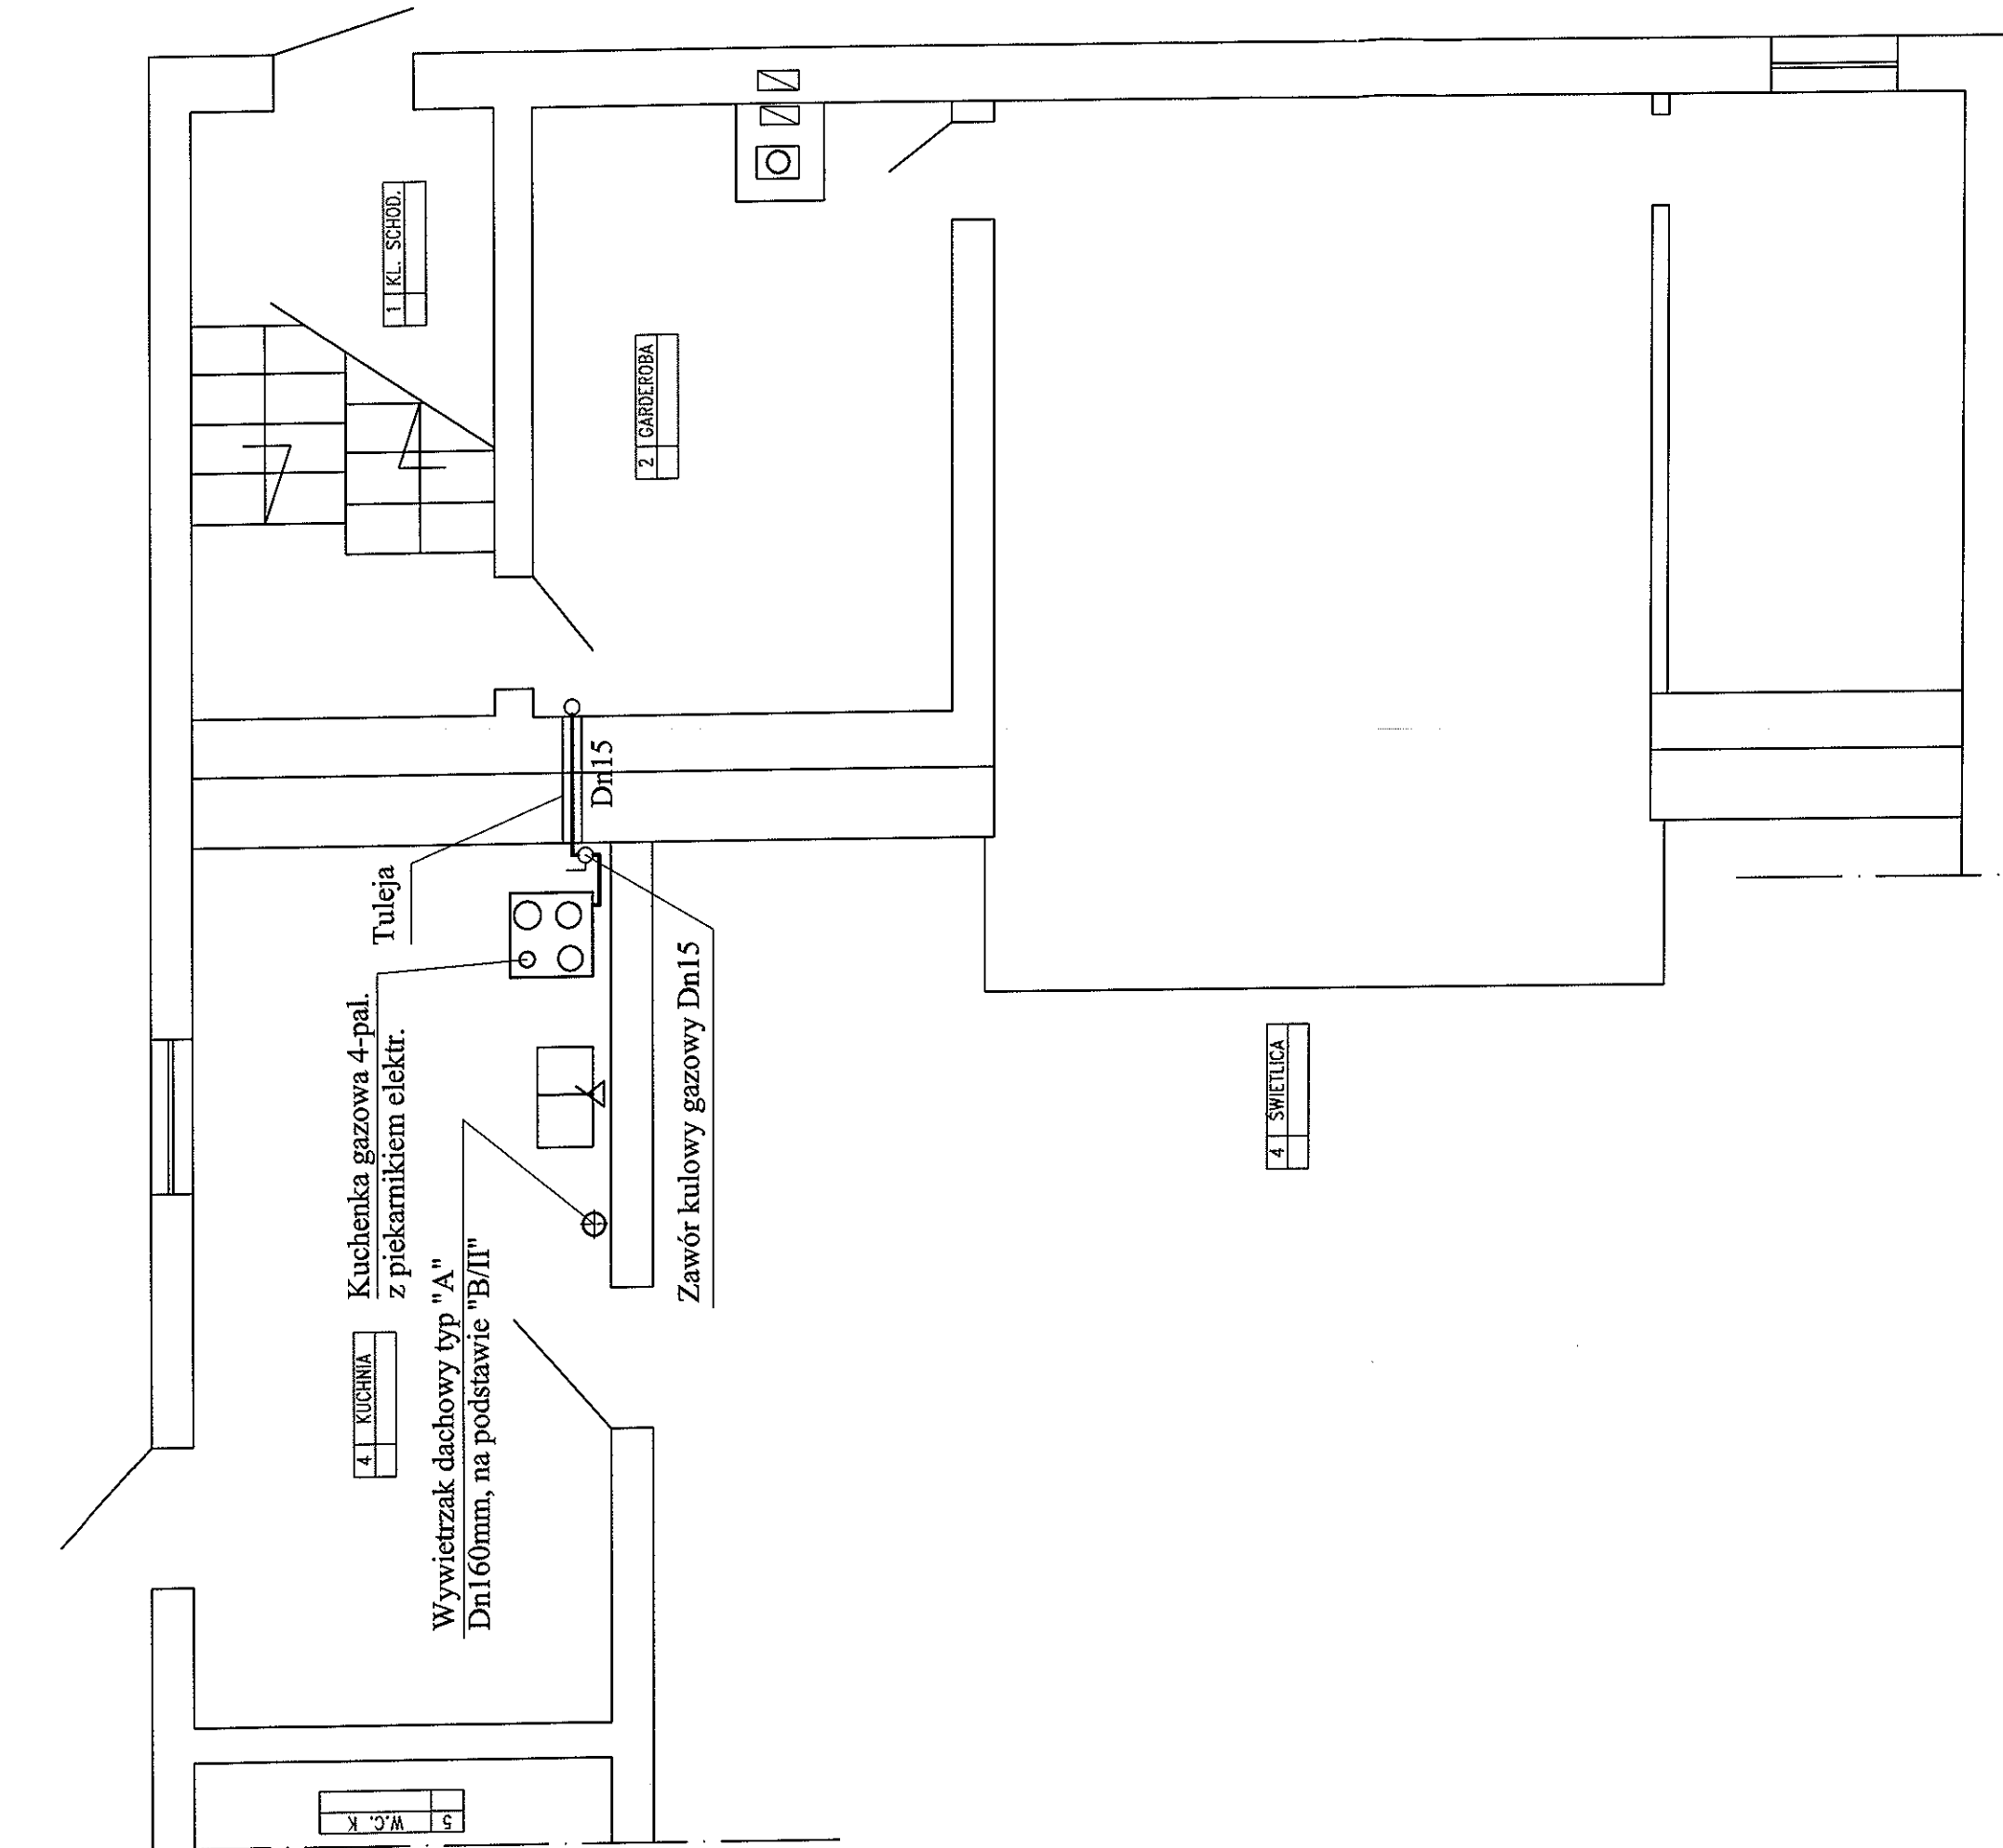 1 KL. SCHOD.
2 GARDEROBA
Dn15
Tuleja
Kuchenka gazowa 4-pal.
z piekarnikiem elektr.
Zawór kulowy gazowy Dn15
4 ŚWIETLICA
4 KUCHNIA
Wywietrzak dachowy typ "A"
Dn160mm, na podstawie "B/II"
5 W.C. K